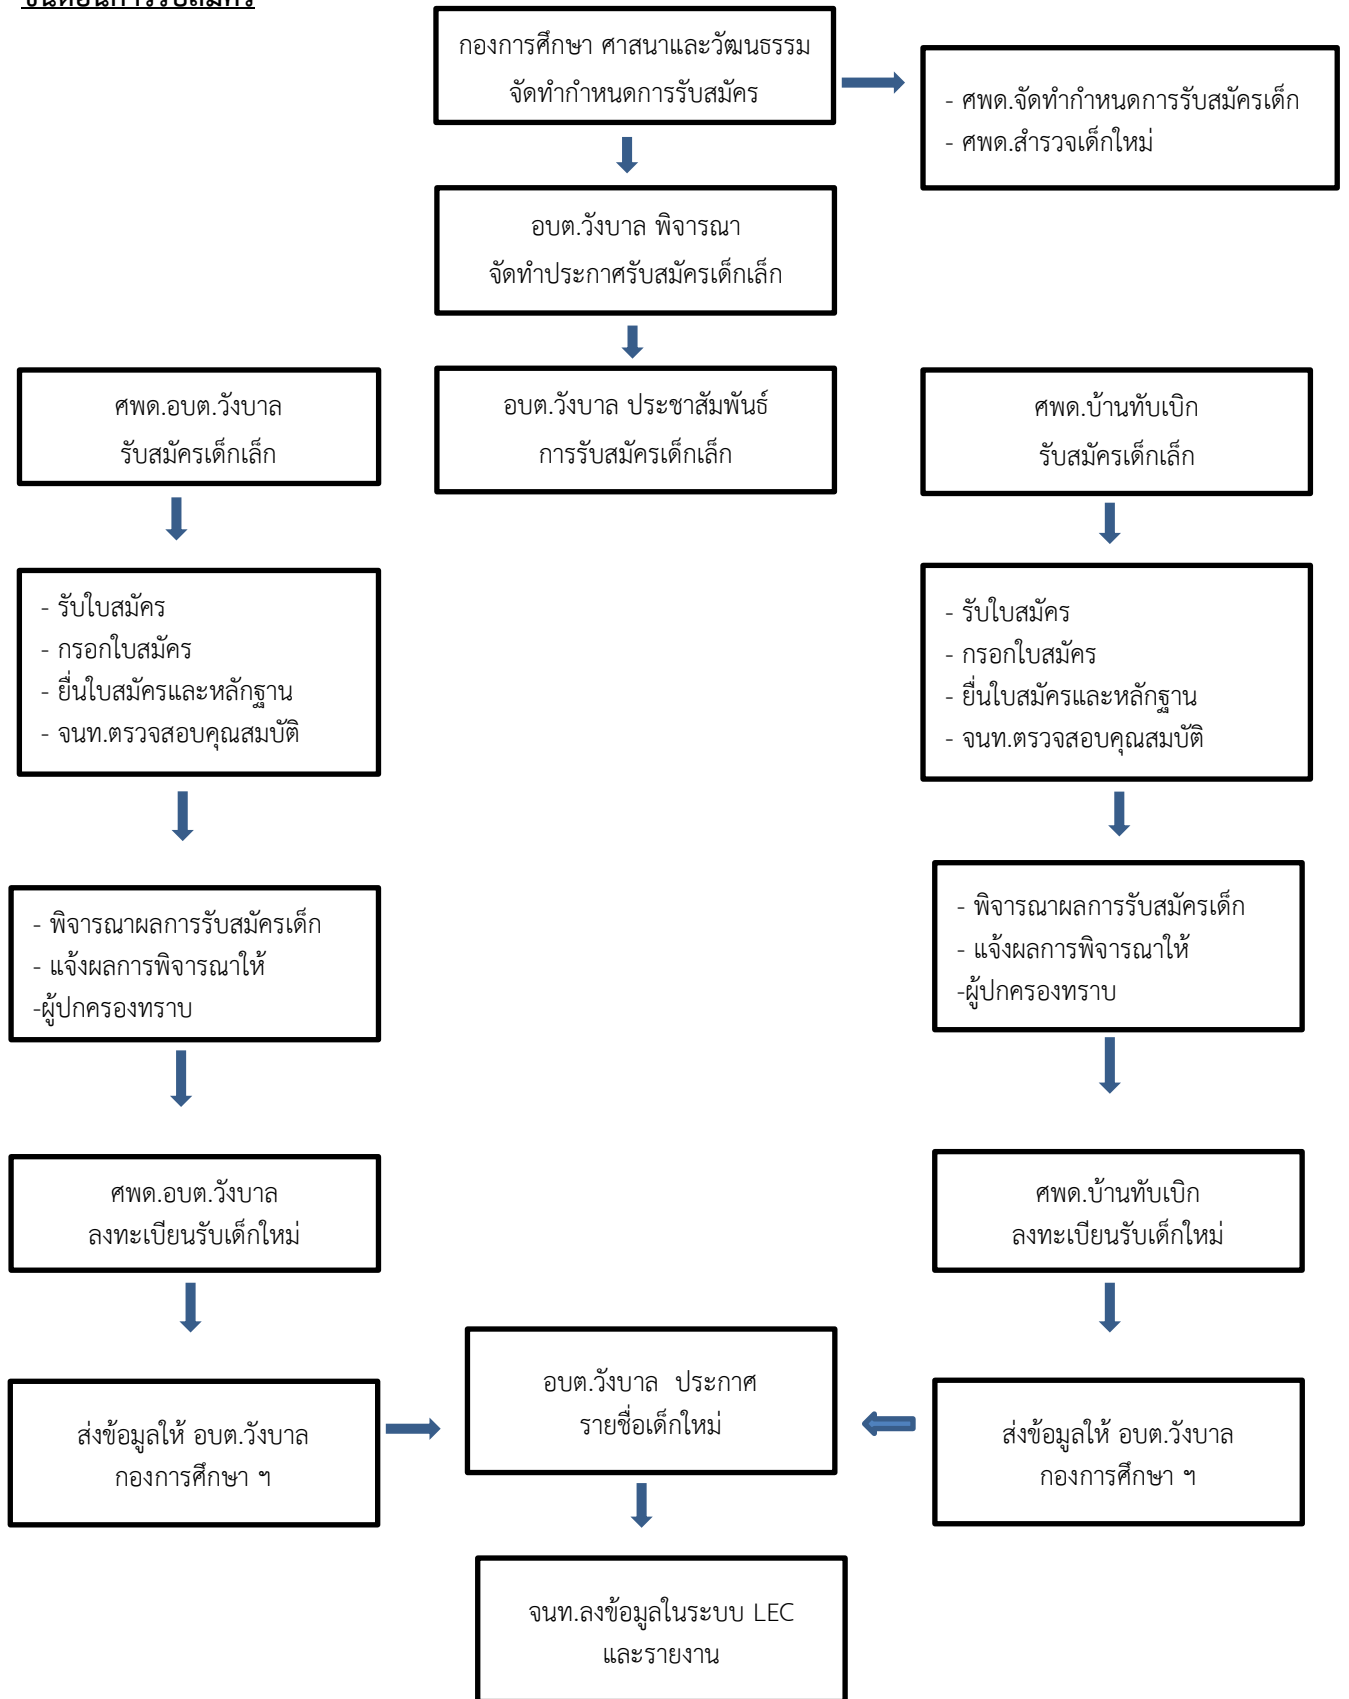 ขั้นตอนการรับสมัคร
กองการศึกษา ศาสนาและวัฒนธรรม
จัดทำกำหนดการรับสมัคร
- ศพด.จัดทำกำหนดการรับสมัครเด็ก
- ศพด.สำรวจเด็กใหม่
อบต.วังบาล พิจารณา
จัดทำประกาศรับสมัครเด็กเล็ก
ศพด.อบต.วังบาล
รับสมัครเด็กเล็ก
อบต.วังบาล ประชาสัมพันธ์
การรับสมัครเด็กเล็ก
ศพด.บ้านทับเบิก
รับสมัครเด็กเล็ก
- รับใบสมัคร
- กรอกใบสมัคร
- ยื่นใบสมัครและหลักฐาน
- จนท.ตรวจสอบคุณสมบัติ
- รับใบสมัคร
- กรอกใบสมัคร
- ยื่นใบสมัครและหลักฐาน
- จนท.ตรวจสอบคุณสมบัติ
- พิจารณาผลการรับสมัครเด็ก
- แจ้งผลการพิจารณาให้
-ผู้ปกครองทราบ
- พิจารณาผลการรับสมัครเด็ก
- แจ้งผลการพิจารณาให้
-ผู้ปกครองทราบ
ศพด.อบต.วังบาล
ลงทะเบียนรับเด็กใหม่
ศพด.บ้านทับเบิก
ลงทะเบียนรับเด็กใหม่
ส่งข้อมูลให้ อบต.วังบาล
กองการศึกษา ฯ
อบต.วังบาล ประกาศ
รายชื่อเด็กใหม่
ส่งข้อมูลให้ อบต.วังบาล
กองการศึกษา ฯ
จนท.ลงข้อมูลในระบบ LEC
และรายงาน